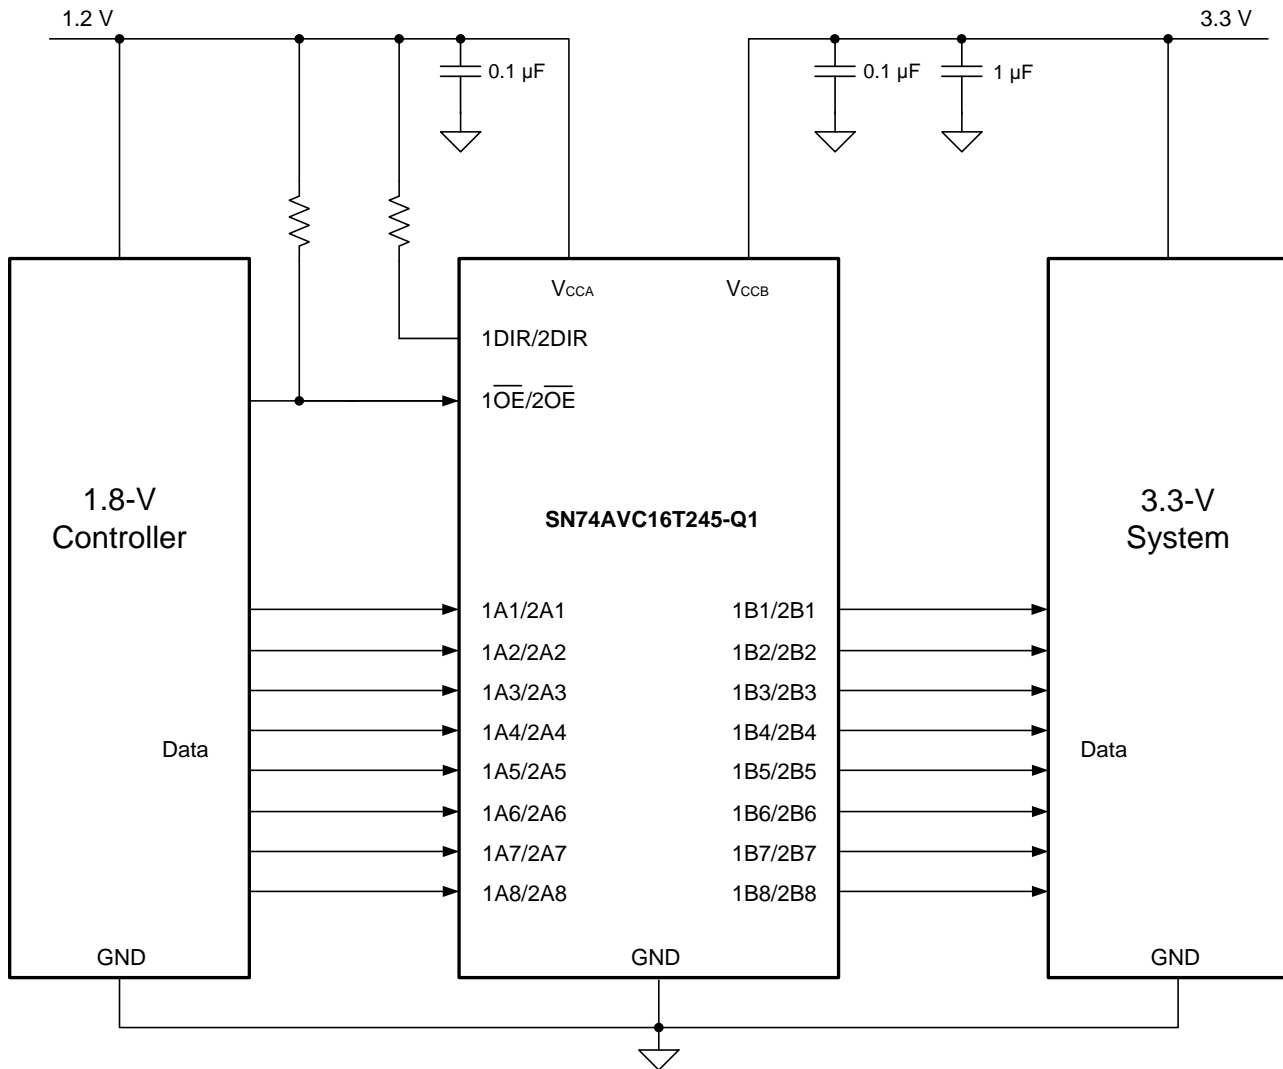 1.2 V
3.3 V
0.1 µF
0.1 µF
1 µF
VCCA
VCCB
1DIR/2DIR
1O̅E̅/2O̅E̅
1.8-V
Controller
SN74AVC16T245-Q1
3.3-V
System
1A1/2A1
1B1/2B1
1A2/2A2
1B2/2B2
1A3/2A3
1B3/2B3
1A4/2A4
1B4/2B4
Data
Data
1A5/2A5
1B5/2B5
1A6/2A6
1B6/2B6
1A7/2A7
1B7/2B7
1A8/2A8
1B8/2B8
GND
GND
GND